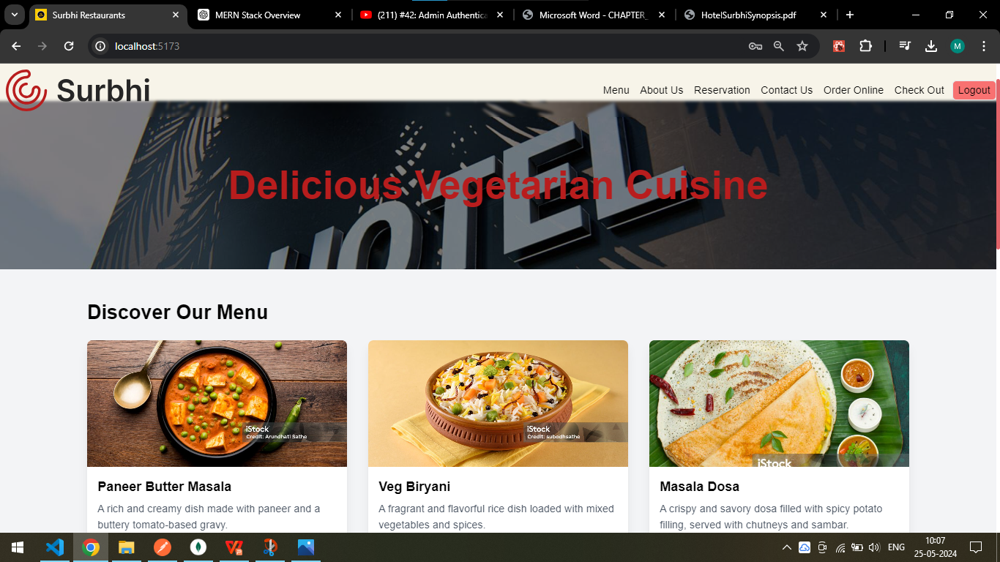 Surbhi Restaurants
MERN Stack Overview
(211) #42: Admin Authentica
Microsoft Word - CHAPTER_
HotelSurbhiSynopsis.pdf
localhost:5173
M
Surbhi
Menu About Us Reservation Contact Us Order Online Check Out Logout
HOTEL
Delicious Vegetarian Cuisine
Discover Our Menu
iStock
Credit: Arundhati Sathe
iStock
Credit: subodhsathe
iStock
Paneer Butter Masala
A rich and creamy dish made with paneer and a
buttery tomato-based gravy.
Veg Biryani
A fragrant and flavorful rice dish loaded with mixed
vegetables and spices.
Masala Dosa
A crispy and savory dosa filled with spicy potato
filling, served with chutneys and sambar.
ENG
10:07
25-05-2024